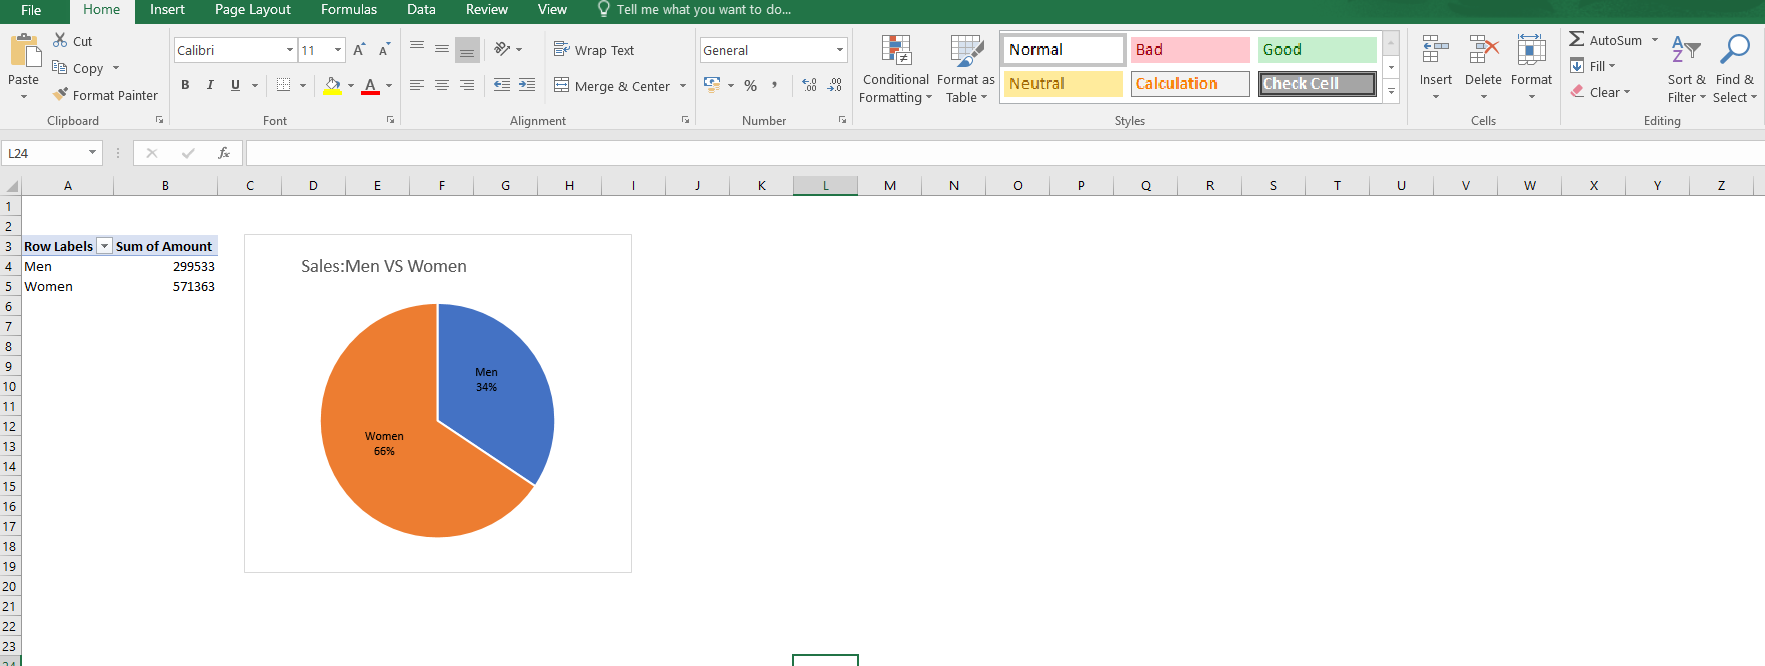 File Home Insert Page Layout Formulas Data Review View Tell me what you want to do...
Paste
Cut
Copy
Format Painter
Clipboard
Calibri 11 A A
B I U A
Font
Wrap Text
Merge & Center
Alignment
General
% , .0 .00 .00 .0
Number
Conditional Formatting
Format as Table
Normal Bad Good
Neutral Calculation Check Cell
Styles
Insert Delete Format
Cells
AutoSum
Fill
Clear
Sort & Filter
Find & Select
Editing
L24 fx
A B C D E F G H I J K L M N O P Q R S T U V W X Y Z
1
2
3 Row Labels Sum of Amount
4 Men 299533
5 Women 571363
6
7
8
9
10
11
12
13
14
15
16
17
18
19
20
21
22
23
24
Sales:Men VS Women
Men
34%
Women
66%